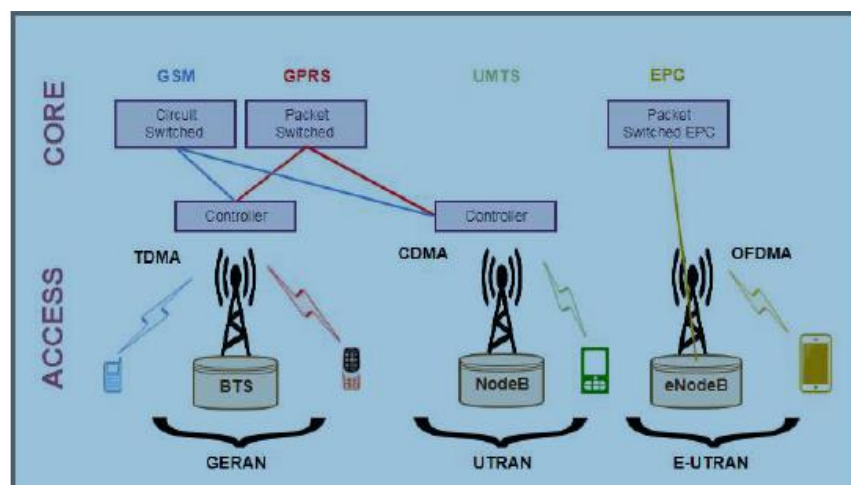 CORE
GSM
GPRS
UMTS
EPC
Circuit
Switched
Packet
Switched
Packet
Switched EPC
Controller
Controller
ACCESS
TDMA
CDMA
OFDMA
BTS
NodeB
eNodeB
GERAN
UTRAN
E-UTRAN